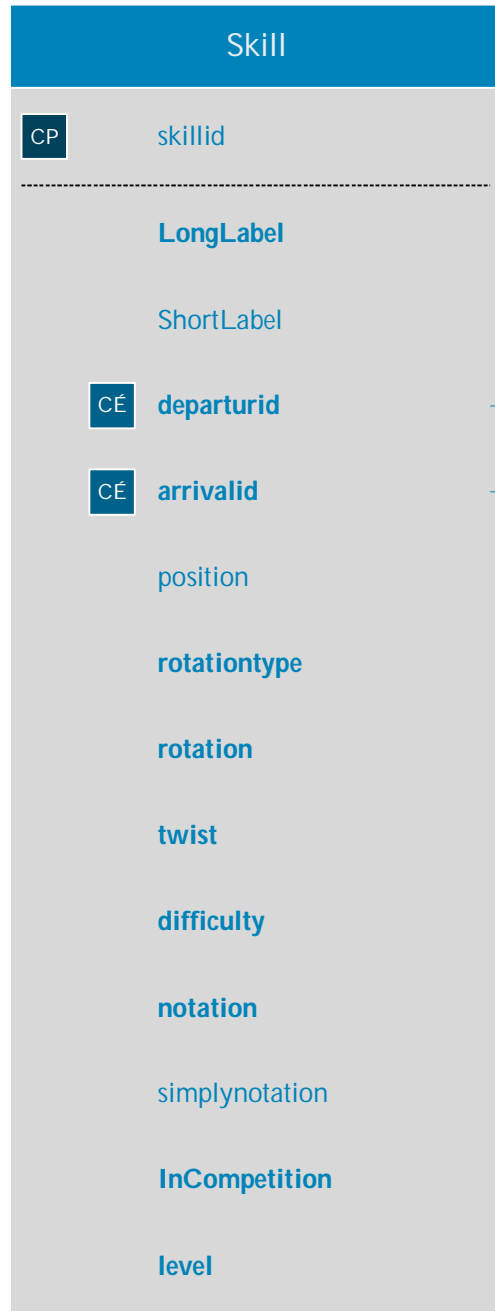 Skill
CP skillid
LongLabel
ShortLabel
CÉ departurid
CÉ arrivalid
position
rotationtype
rotation
twist
difficulty
notation
simplynotation
InCompetition
level